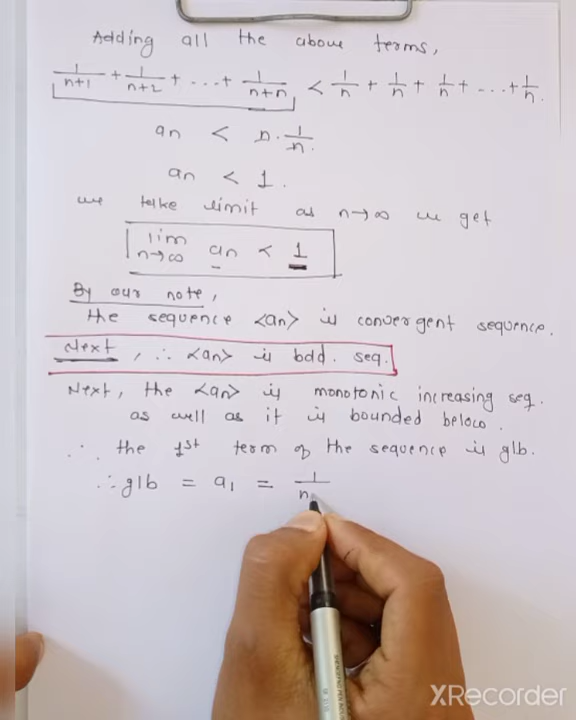 Adding all the above terms,
1/n+1 + 1/n+2 + ... + 1/n+n < 1/n + 1/n + 1/n + ... + 1/n.
an < n. 1/n.
an < 1.
we take limit as n→∞ we get
lim n→∞ an < 1
By our note,
the sequence <an> is convergent sequence.
Next, ∴ <an> is bdd. seq.
Next, the <an> is monotonic increasing seq.
as well as it is bounded below.
∴ the 1st term of the sequence is glb.
∴ glb = a1 = 1/n
XRecorder